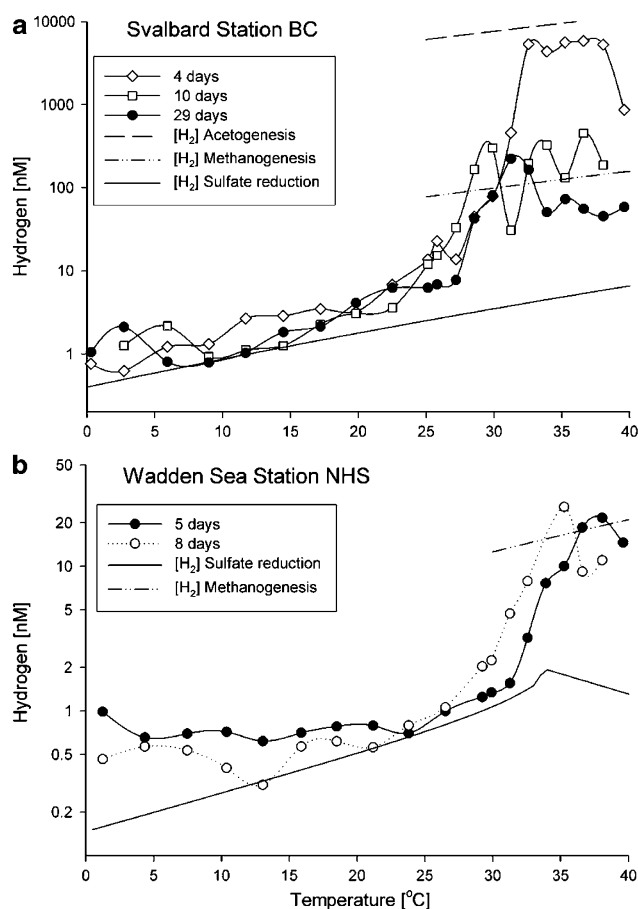 a
Svalbard Station BC
4 days
10 days
29 days
[H₂] Acetogenesis
[H₂] Methanogenesis
[H₂] Sulfate reduction
Hydrogen [nM]
10000
1000
100
10
1
0 5 10 15 20 25 30 35 40
b
Wadden Sea Station NHS
5 days
8 days
[H₂] Sulfate reduction
[H₂] Methanogenesis
Hydrogen [nM]
50
20
10
5
2
1
0.5
0.2
0 5 10 15 20 25 30 35 40
Temperature [°C]